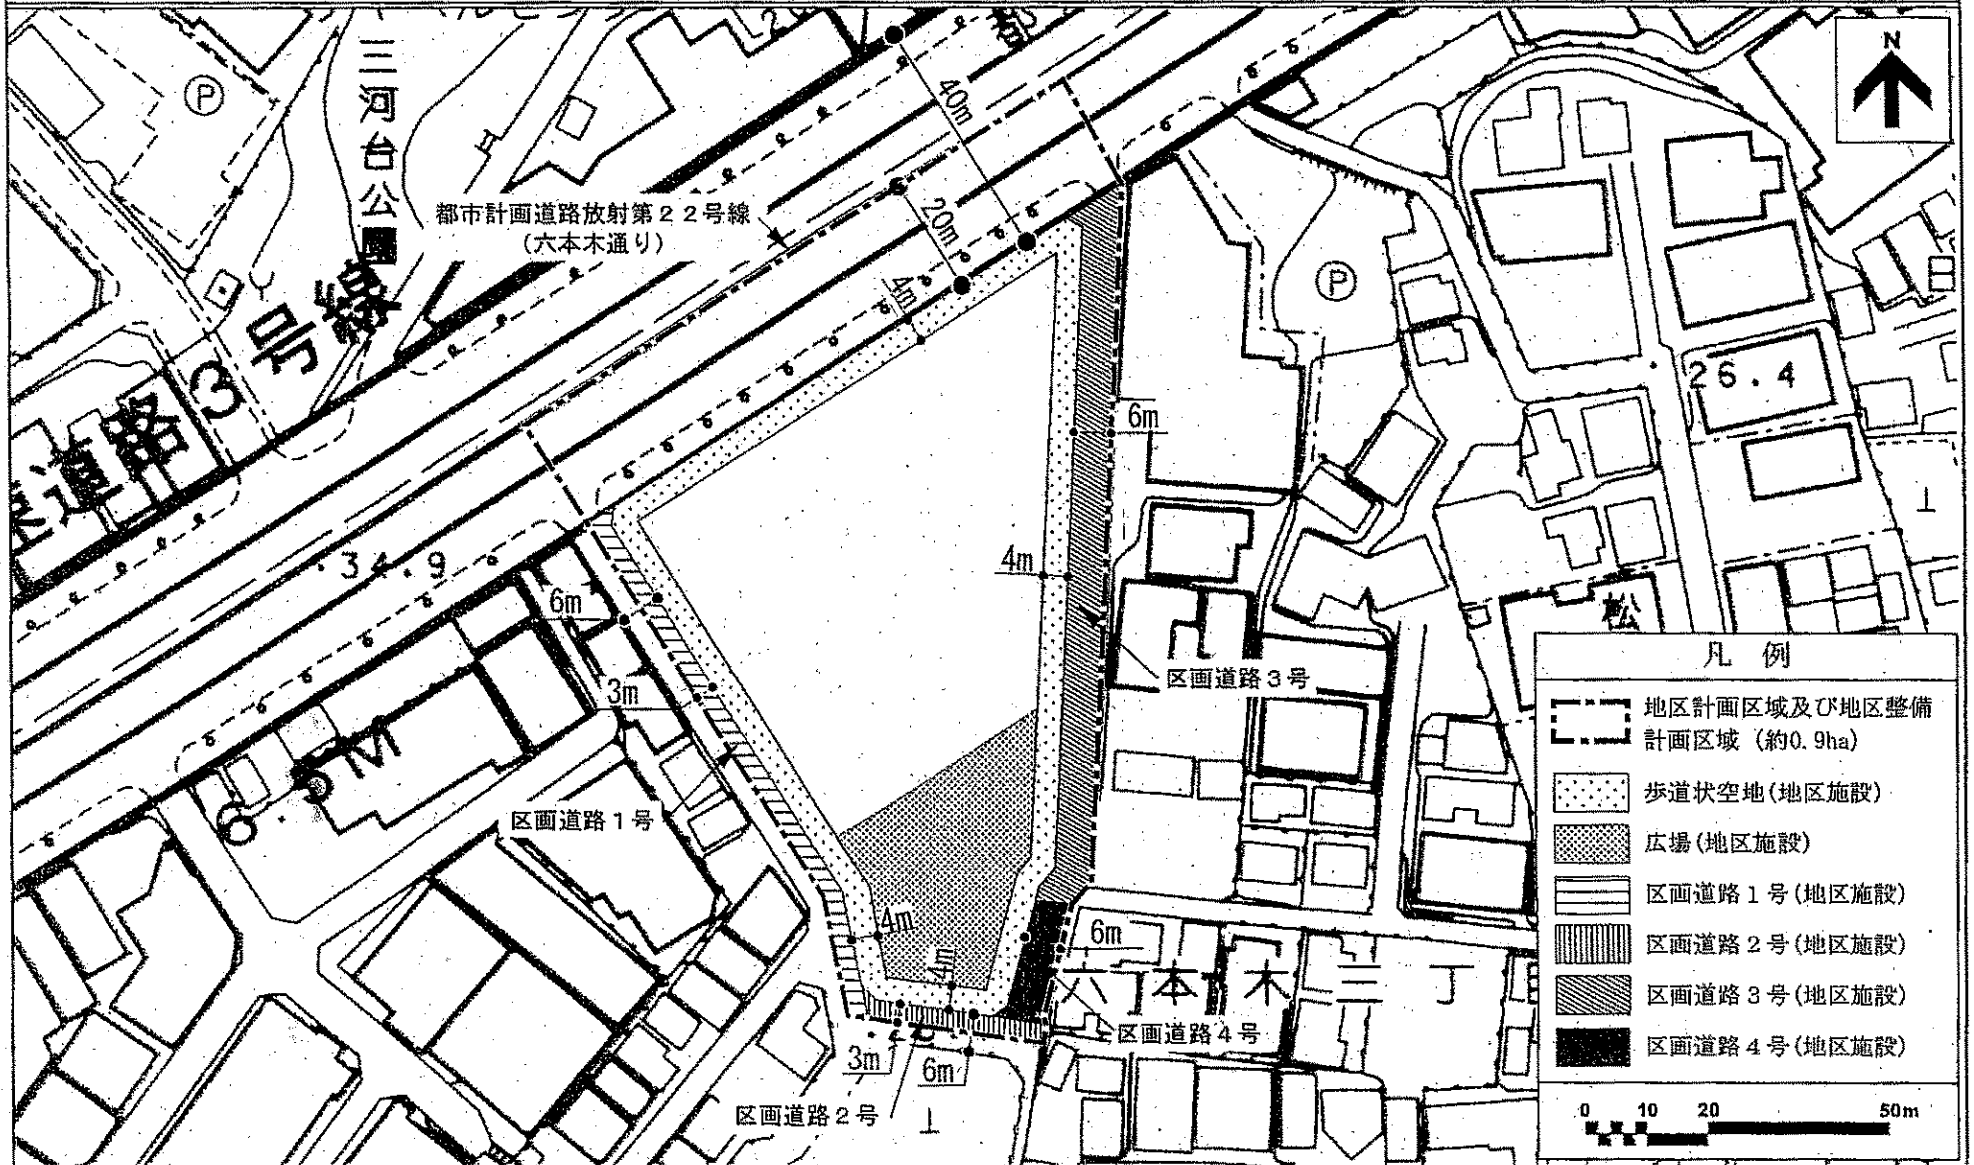 三河台公園
都
N
40m
都市計画道路放射第２２号線
(六本木通り)
20m
P
P
4m
号線
3
道路
26.4
6m
34.9
4m
6m
松
3m
区画道路３号
6.5M
区画道路１号
4m
6m
4m
六本木三丁
区画道路４号
3m
6m
区画道路２号
凡 例
地区計画区域及び地区整備
計画区域 (約0.9ha)
歩道状空地(地区施設)
広場(地区施設)
区画道路１号(地区施設)
区画道路２号(地区施設)
区画道路３号(地区施設)
区画道路４号(地区施設)
0 10 20 50m